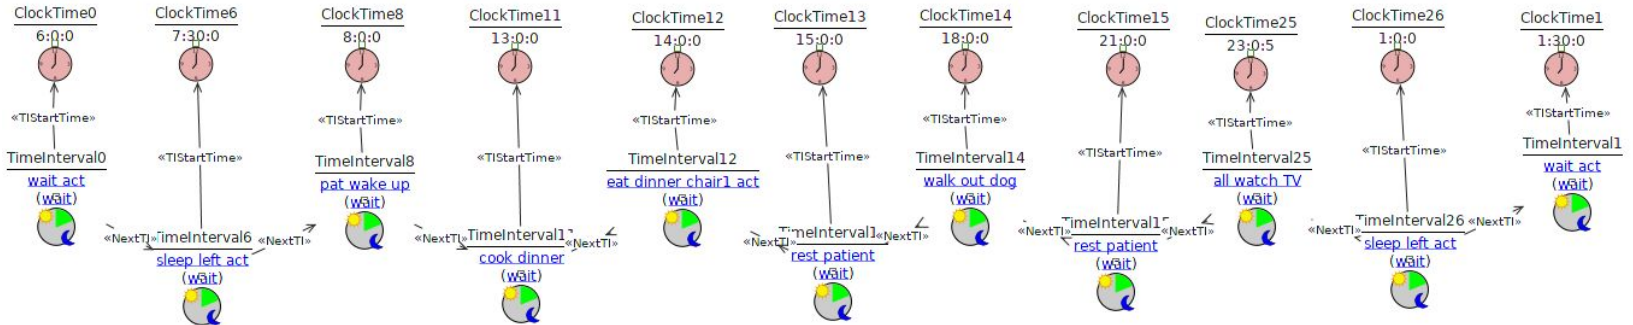 ClockTime0
6:0:0
«TIStartTime»
TimeInterval0
wait act
(wait)
«NextTI»
ClockTime6
7:30:0
«TIStartTime»
TimeInterval6
sleep left act
(wait)
«NextTI»
ClockTime8
8:0:0
«TIStartTime»
TimeInterval8
pat wake up
(wait)
«NextTI»
ClockTime11
13:0:0
«TIStartTime»
cook dinner
(wait)
«NextTI»
ClockTime12
14:0:0
«TIStartTime»
TimeInterval12
eat dinner chair1 act
(wait)
«NextTI»
ClockTime13
15:0:0
«TIStartTime»
rest patient
(wait)
«NextTI»
ClockTime14
18:0:0
«TIStartTime»
TimeInterval14
walk out dog
(wait)
«NextTI»
ClockTime15
21:0:0
«TIStartTime»
TimeInterval15
rest patient
(wait)
«NextTI»
ClockTime25
23:0:5
«TIStartTime»
TimeInterval25
all watch TV
(wait)
«NextTI»
ClockTime26
1:0:0
«TIStartTime»
TimeInterval26
sleep left act
(wait)
«NextTI»
ClockTime1
1:30:0
«TIStartTime»
TimeInterval1
wait act
(wait)